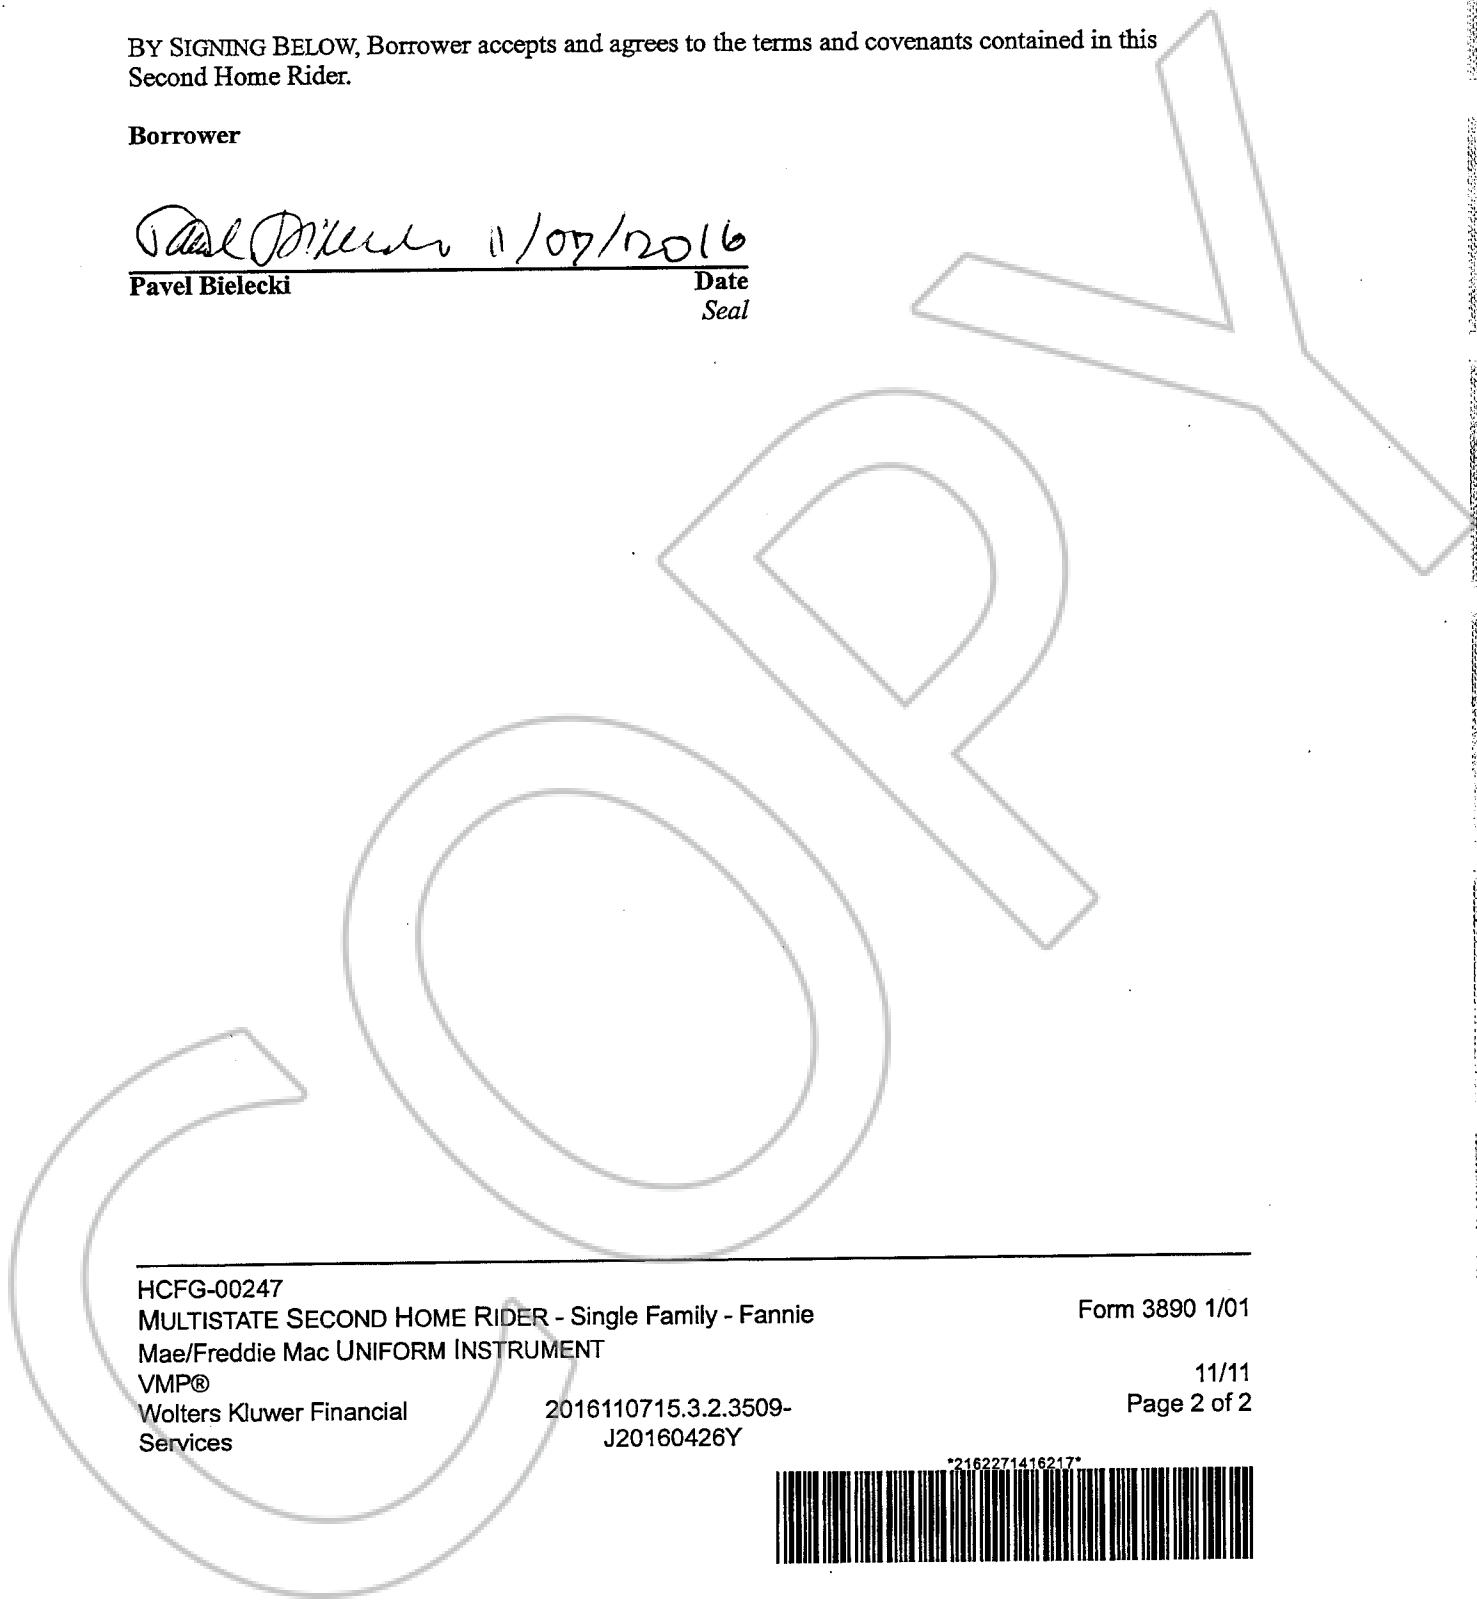 BY SIGNING BELOW, Borrower accepts and agrees to the terms and covenants contained in this
Second Home Rider.
Borrower
11/07/2016
Pavel Bielecki Date
Seal
COPY
HCFG-00247
MULTISTATE SECOND HOME RIDER - Single Family - Fannie Form 3890 1/01
Mae/Freddie Mac UNIFORM INSTRUMENT
VMP® 11/11
Wolters Kluwer Financial 2016110715.3.2.3509- Page 2 of 2
Services J20160426Y
*2162271416217*